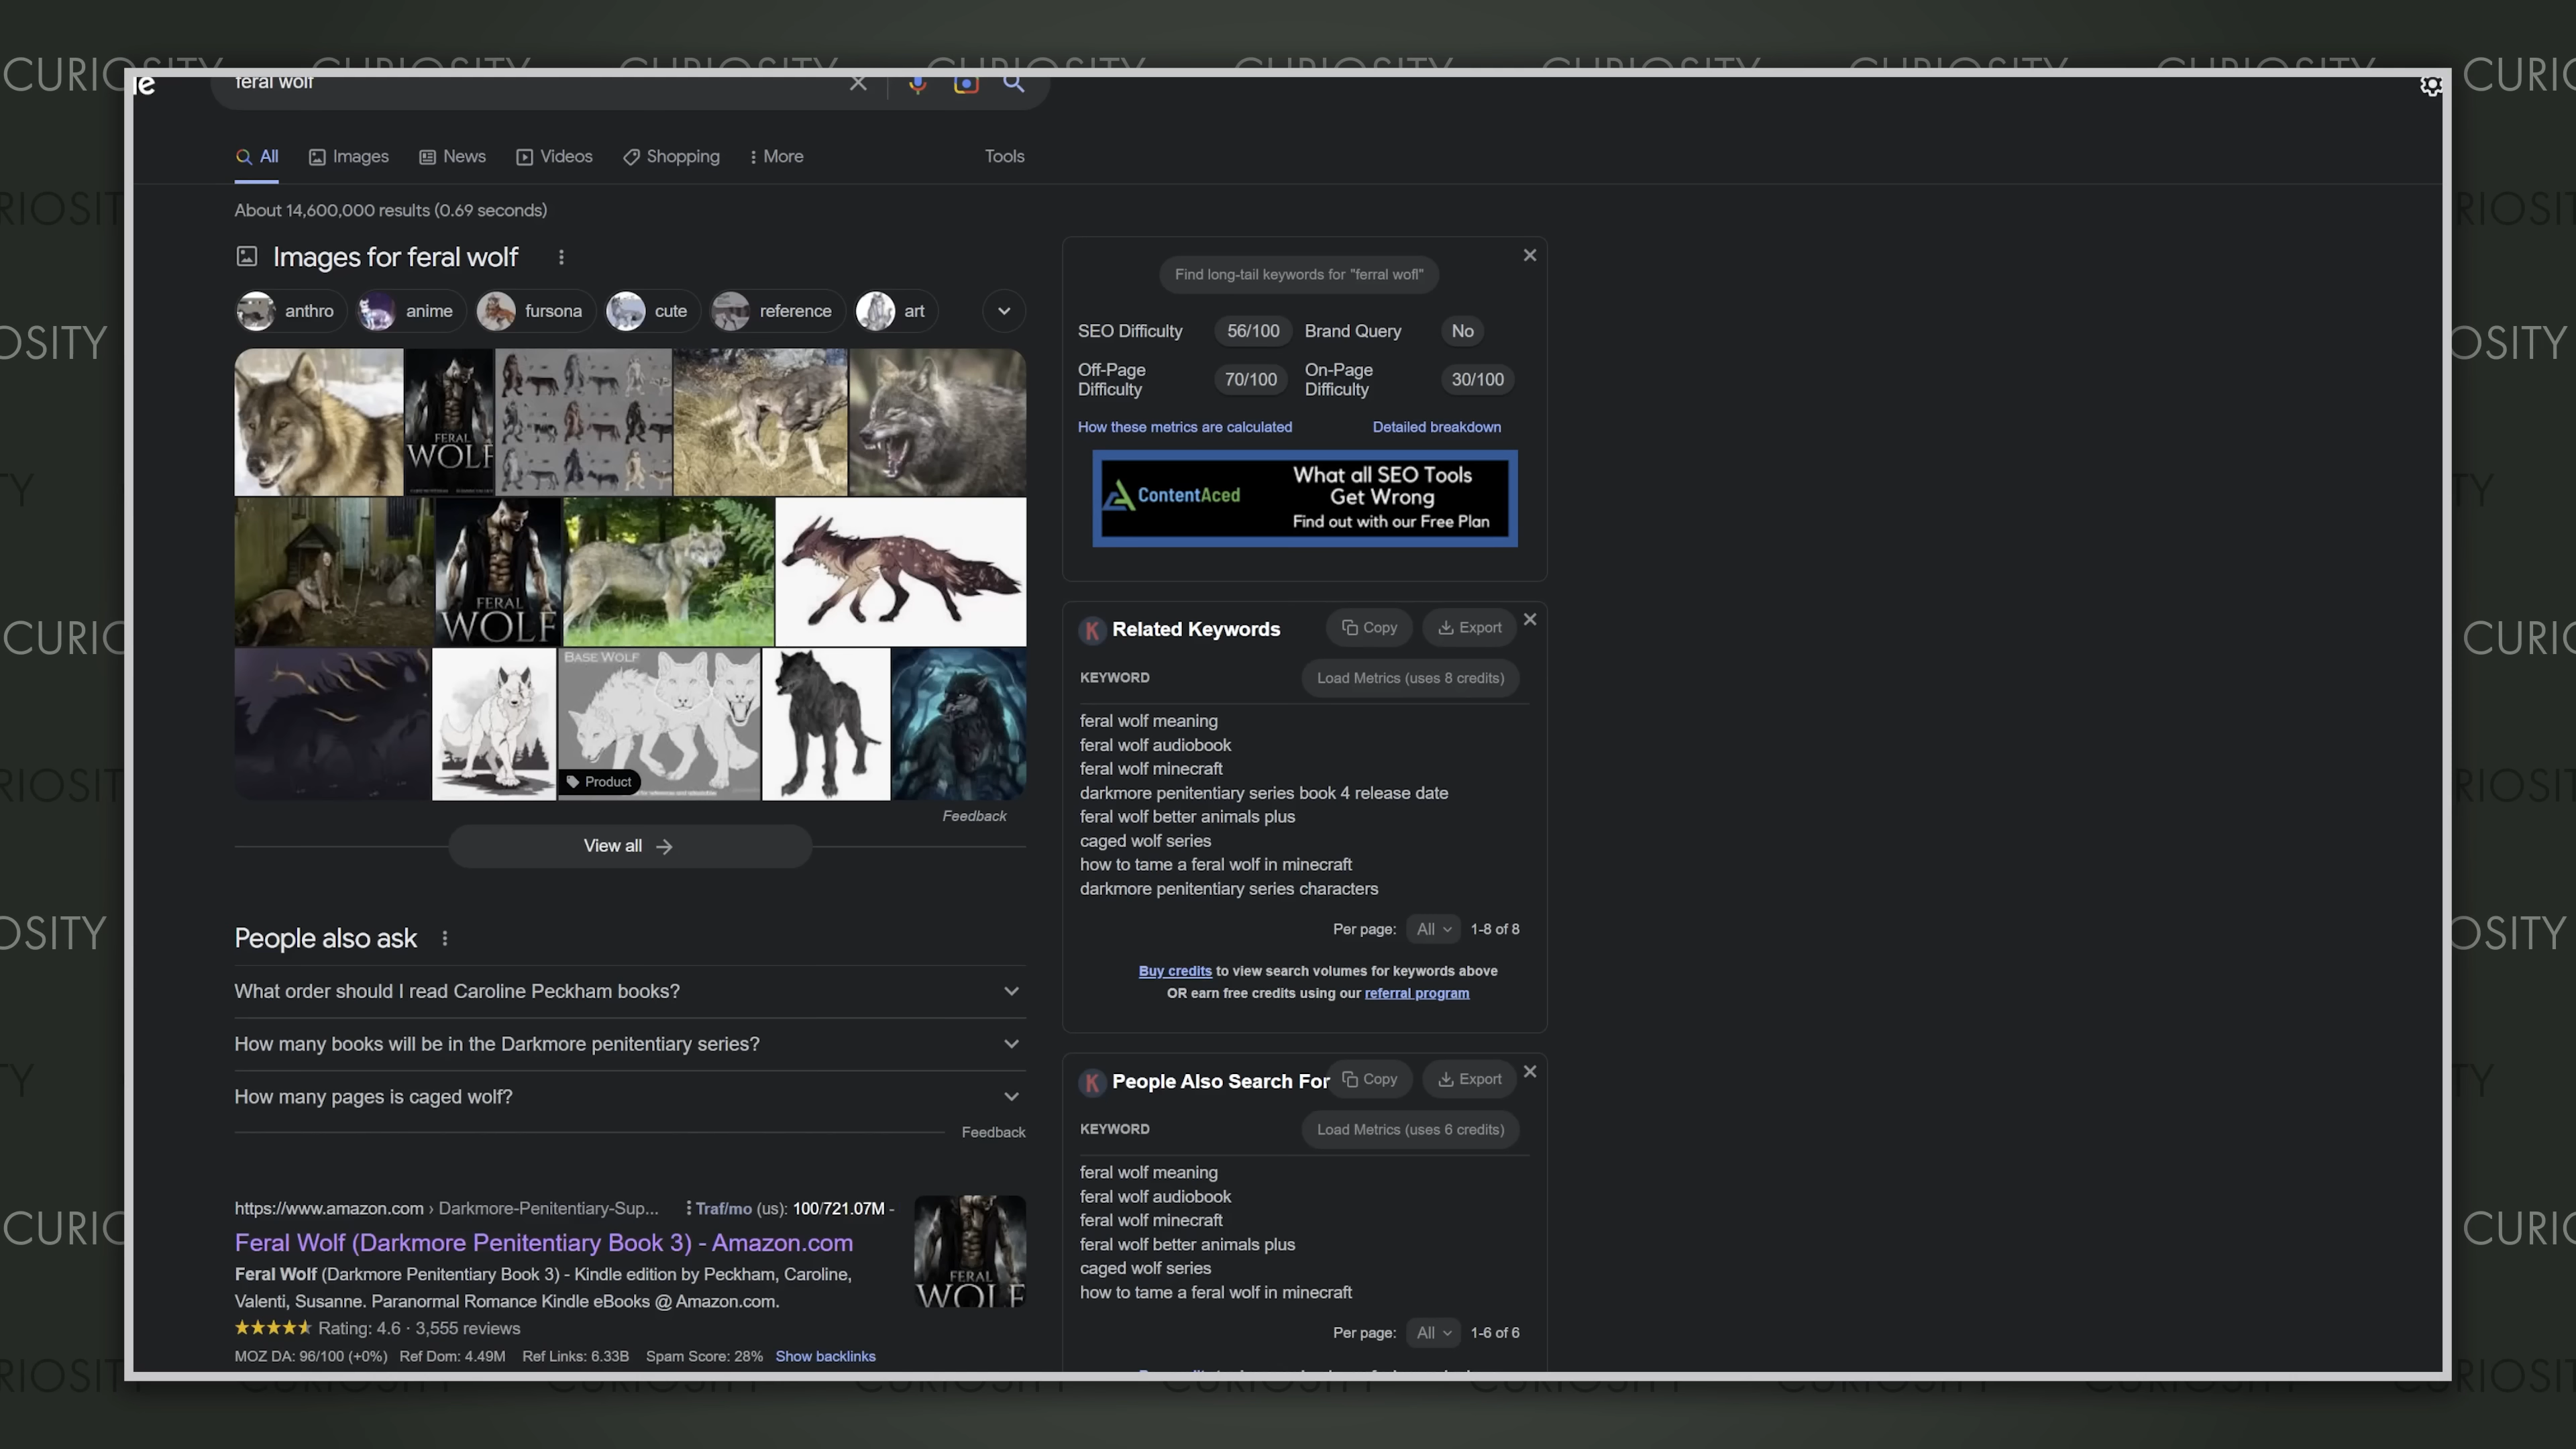 feral wolf
All Images News Videos Shopping More Tools
About 14,600,000 results (0.69 seconds)
Images for feral wolf
anthro anime fursona cute reference art
FERAL
WOLF
FERAL
WOLF
BASE WOLF
Product
Feedback
View all
People also ask
What order should I read Caroline Peckham books?
How many books will be in the Darkmore penitentiary series?
How many pages is caged wolf?
Feedback
https://www.amazon.com › Darkmore-Penitentiary-Sup... Traf/mo (us): 100/721.07M -
Feral Wolf (Darkmore Penitentiary Book 3) - Amazon.com
Feral Wolf (Darkmore Penitentiary Book 3) - Kindle edition by Peckham, Caroline,
Valenti, Susanne. Paranormal Romance Kindle eBooks @ Amazon.com.
Rating: 4.6 · 3,555 reviews
MOZ DA: 96/100 (+0%) Ref Dom: 4.49M Ref Links: 6.33B Spam Score: 28% Show backlinks
FERAL
WOLF
Find long-tail keywords for "ferral wofl"
SEO Difficulty 56/100 Brand Query No
Off-Page Difficulty 70/100 On-Page Difficulty 30/100
How these metrics are calculated Detailed breakdown
ContentAced
What all SEO Tools
Get Wrong
Find out with our Free Plan
Related Keywords Copy Export
KEYWORD Load Metrics (uses 8 credits)
feral wolf meaning
feral wolf audiobook
feral wolf minecraft
darkmore penitentiary series book 4 release date
feral wolf better animals plus
caged wolf series
how to tame a feral wolf in minecraft
darkmore penitentiary series characters
Per page: All 1-8 of 8
Buy credits to view search volumes for keywords above
OR earn free credits using our referral program
People Also Search For Copy Export
KEYWORD Load Metrics (uses 6 credits)
feral wolf meaning
feral wolf audiobook
feral wolf minecraft
feral wolf better animals plus
caged wolf series
how to tame a feral wolf in minecraft
Per page: All 1-6 of 6
CURIOSITY